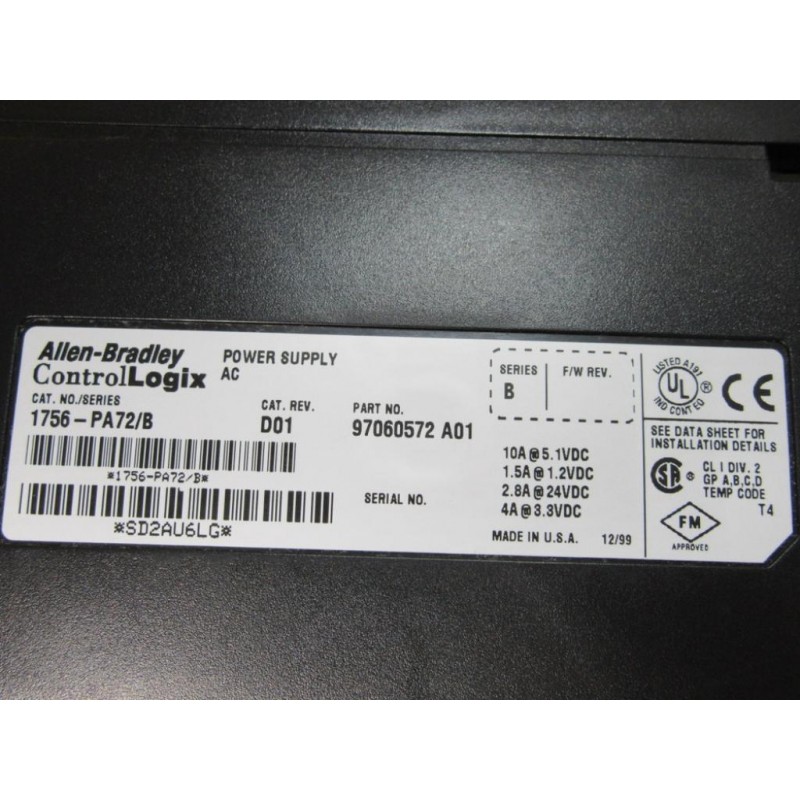 Allen-Bradley
ControlLogix
POWER SUPPLY
AC
CAT. NO./SERIES
1756-PA72/B
CAT. REV.
D01
PART NO.
97060572 A01
*1756-PA72/B*
*SD2AU6LG*
SERIAL NO.
SERIES
B
F/W REV.
10A@5.1VDC
1.5A@1.2VDC
2.8A@24VDC
4A@3.3VDC
MADE IN U.S.A. 12/99
LISTED A197
UL ®
IND CONT EQ
CE
SEE DATA SHEET FOR
INSTALLATION DETAILS
SA ®
CL I DIV. 2
GP A,B,C,D
TEMP CODE
T4
FM
APPROVED